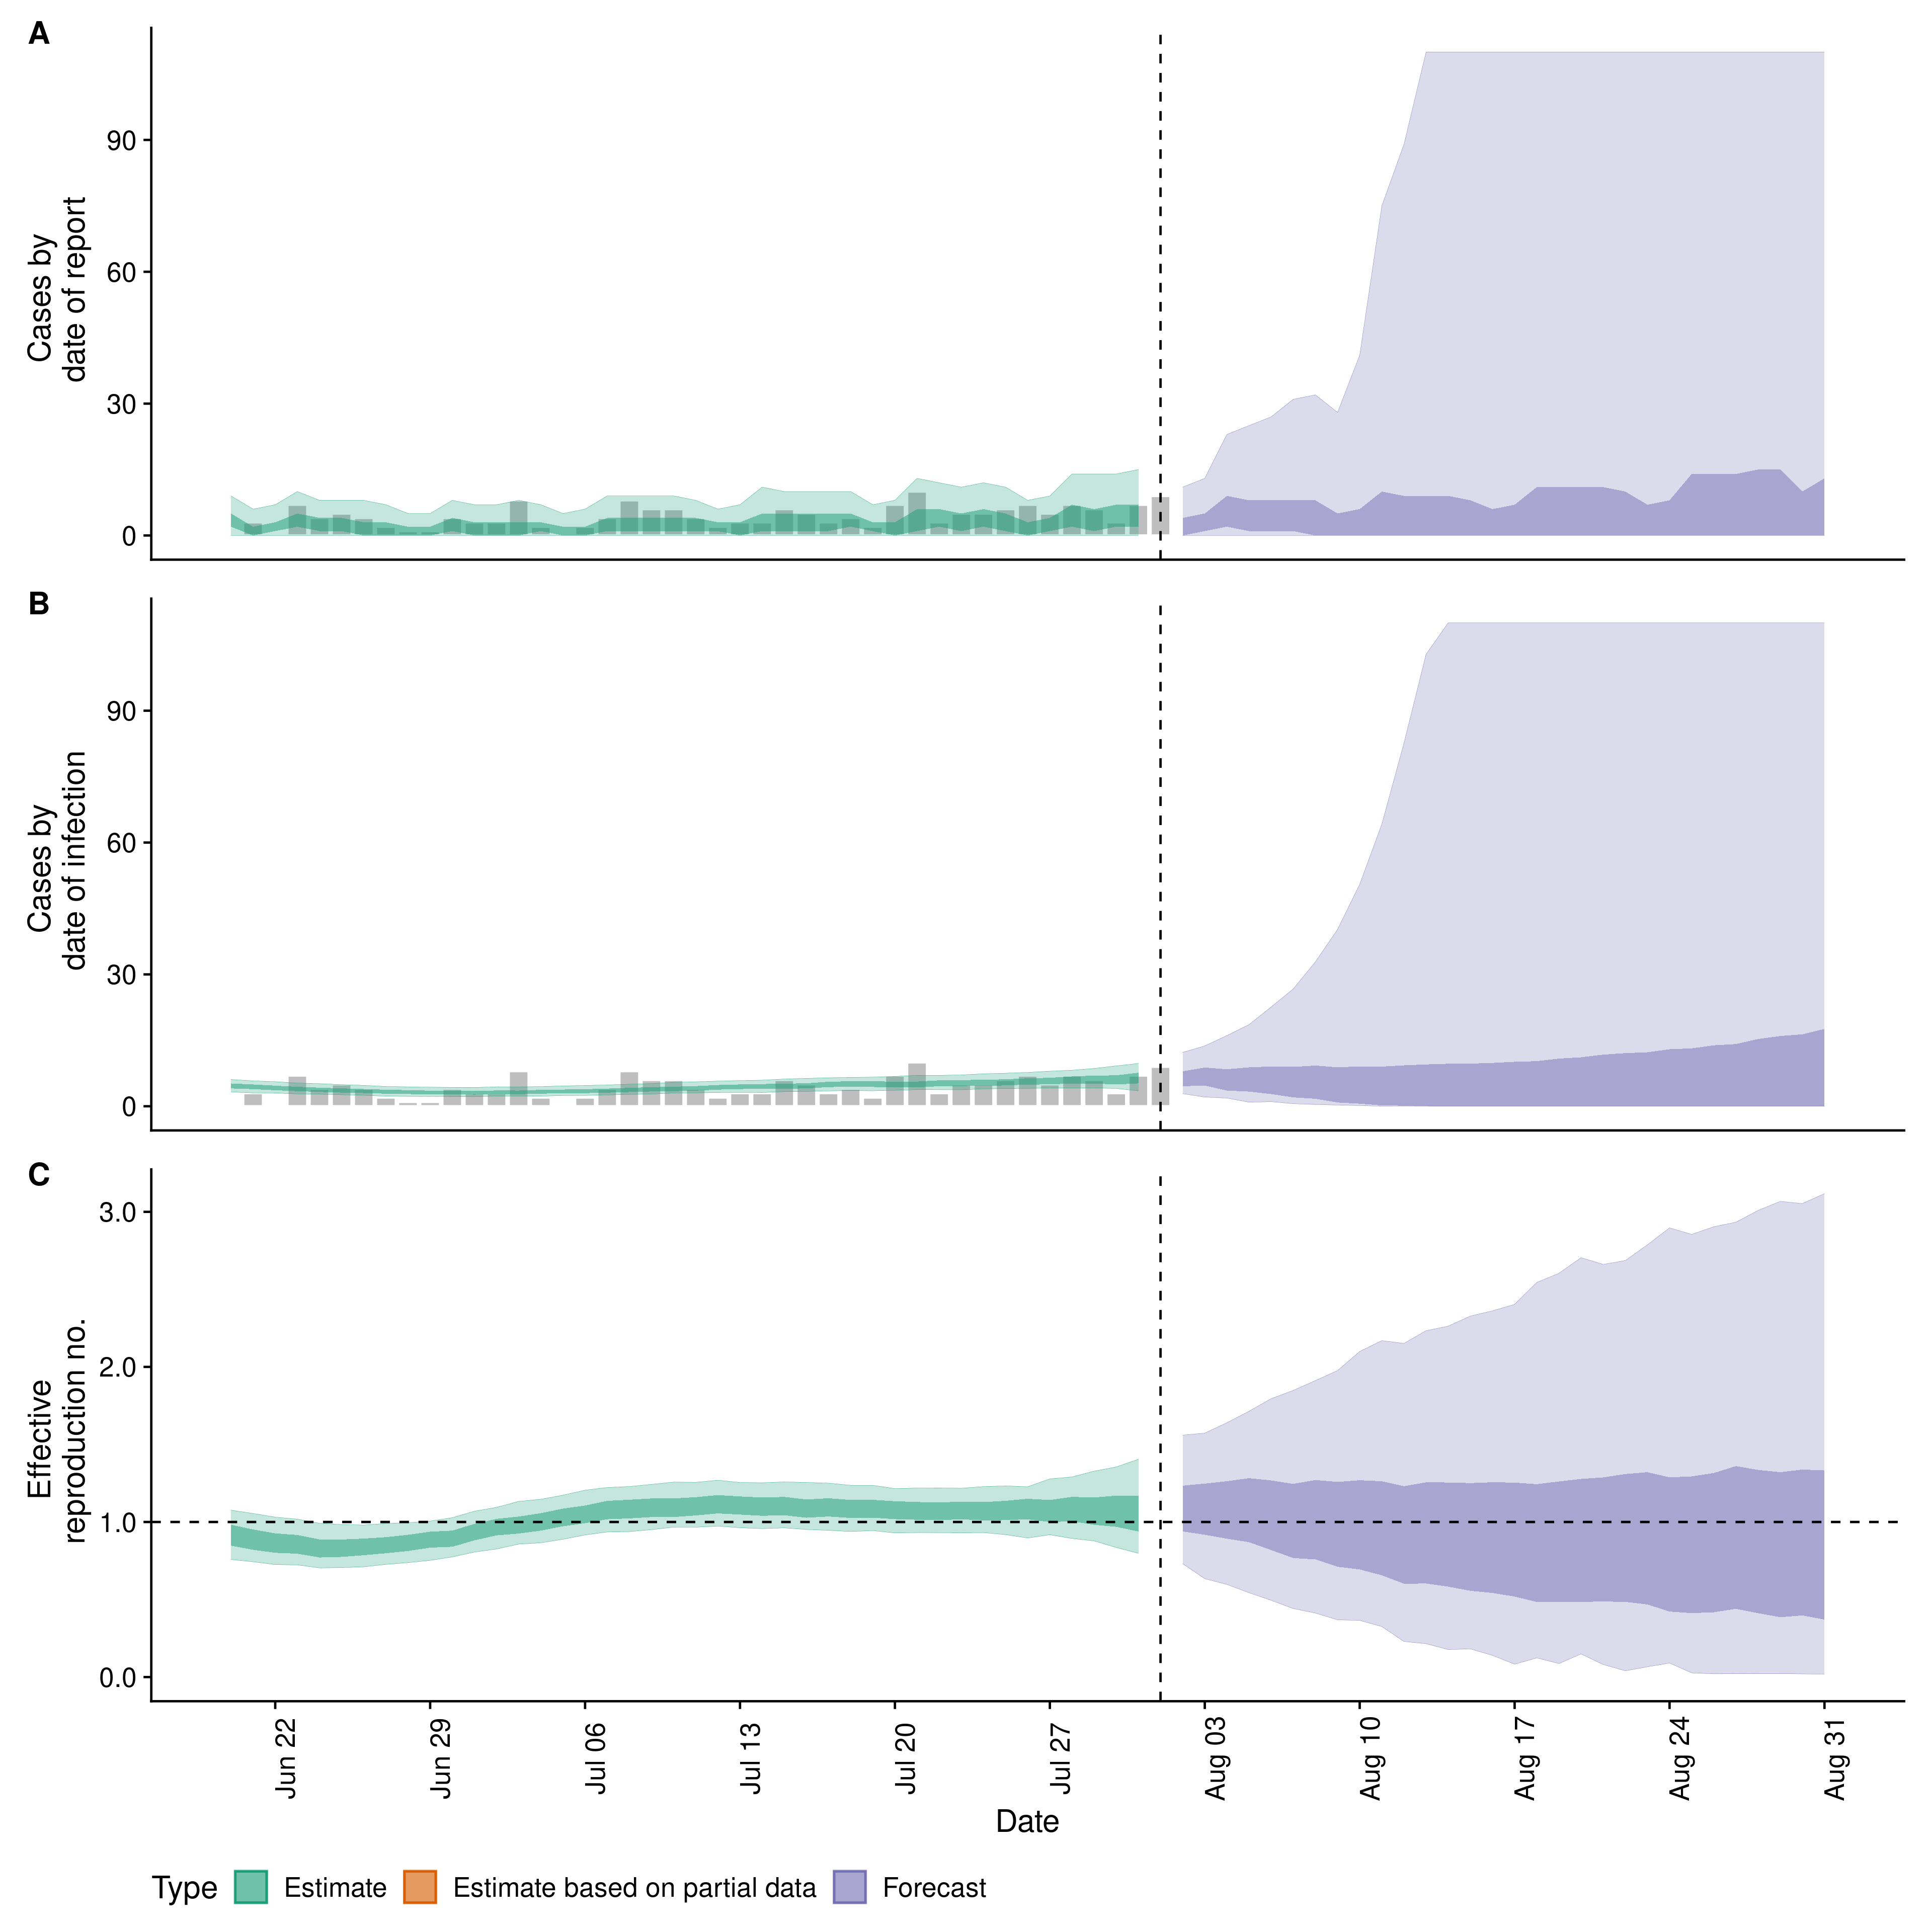 A
90
60
30
0
Cases by
date of report
B
90
60
30
0
Cases by
date of infection
C
3.0
2.0
1.0
0.0
Effective
reproduction no.
Jun 22
Jun 29
Jul 06
Jul 13
Jul 20
Jul 27
Aug 03
Aug 10
Aug 17
Aug 24
Aug 31
Date
Type Estimate Estimate based on partial data Forecast